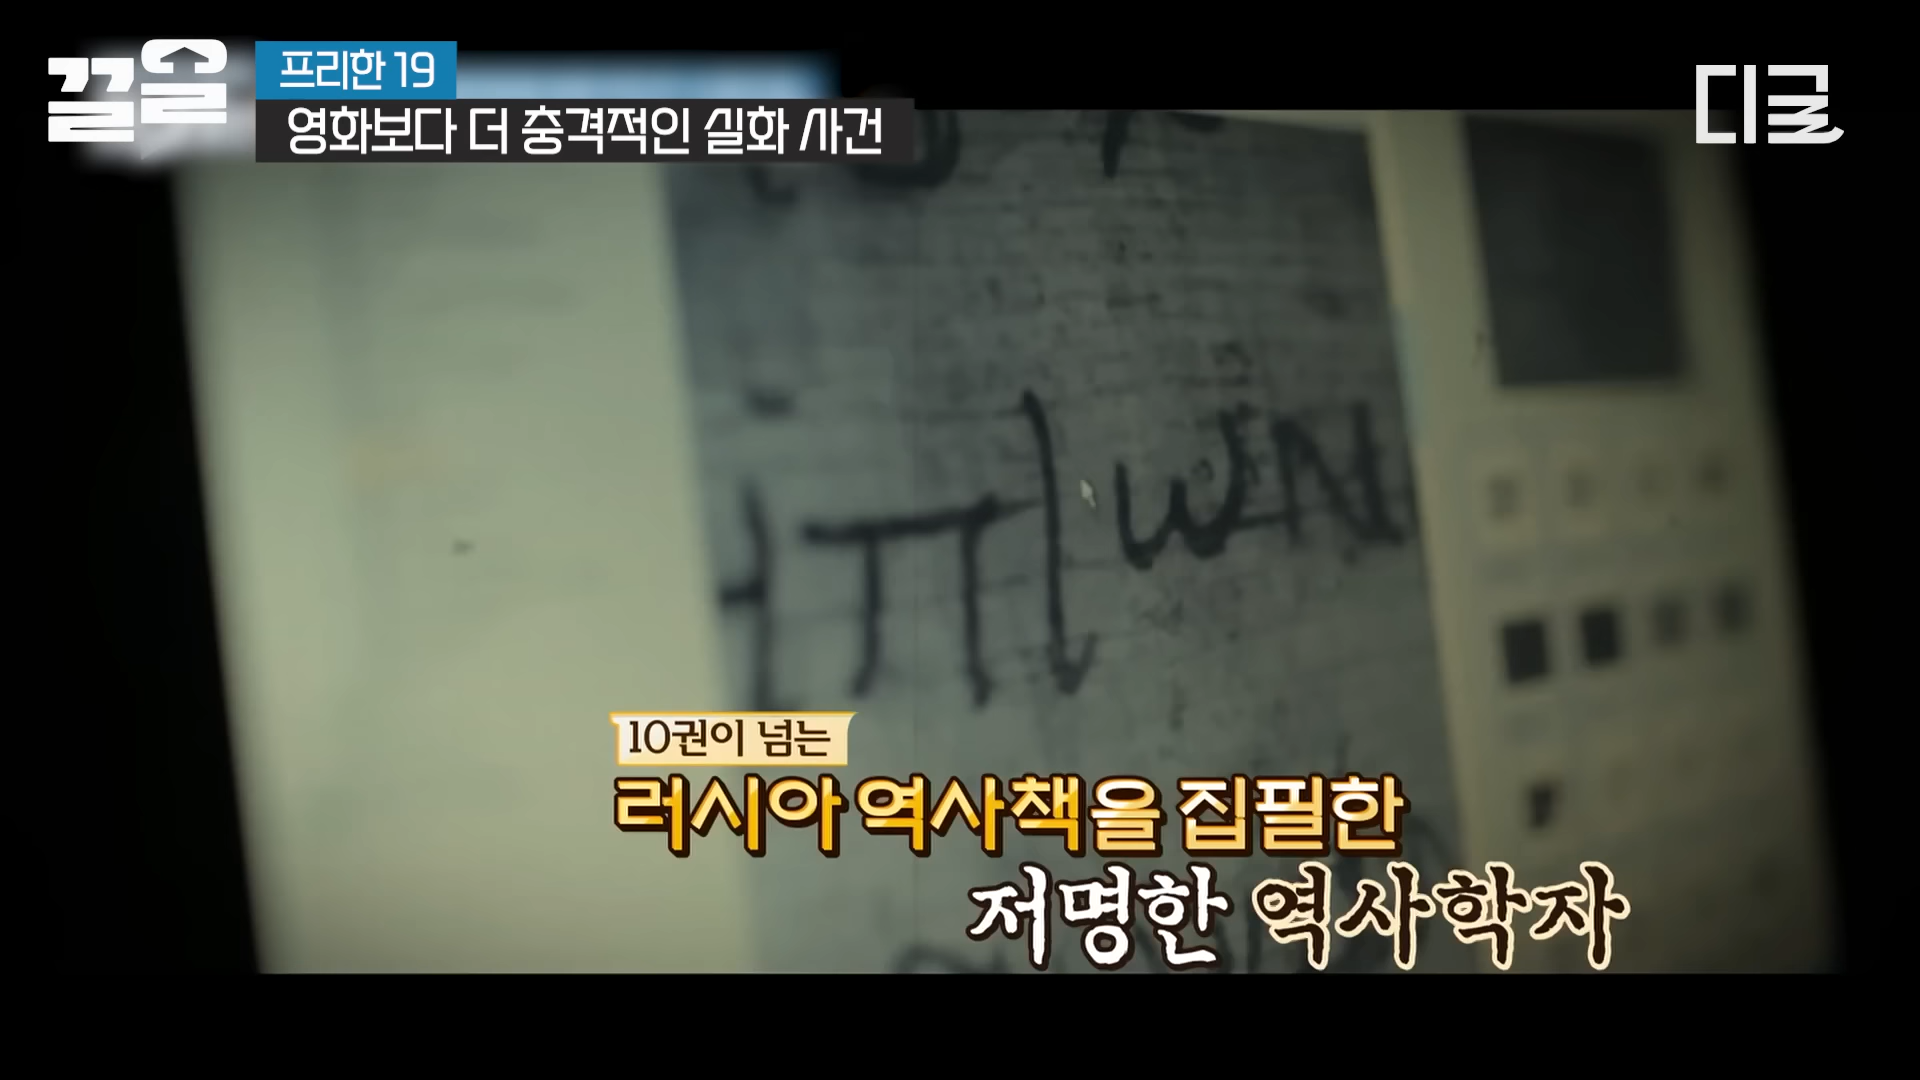 끌올
프리한 19
디글
영화보다 더 충격적인 실화 사건
10권이 넘는
러시아 역사책을 집필한
저명한 역사학자